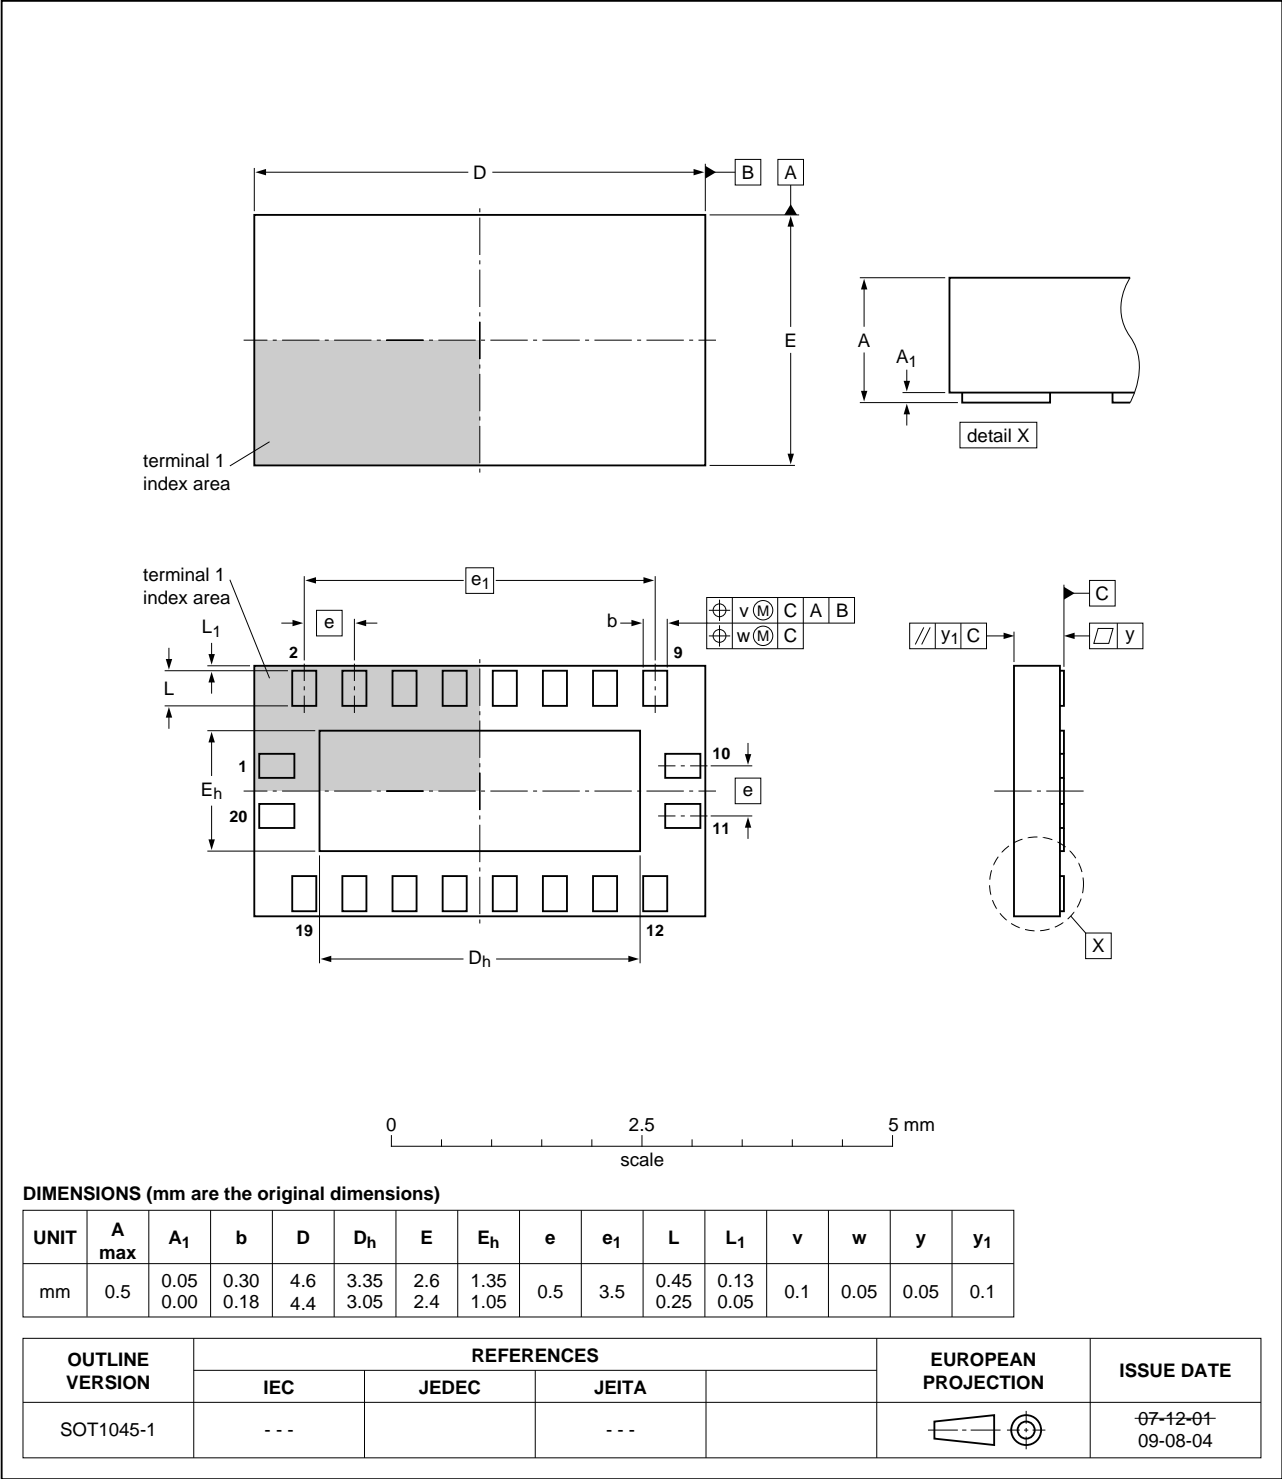 D
B
A
E
A
A1
detail X
terminal 1
index area
terminal 1
index area
e1
e
L1
b
v M C A B
w M C
2
9
L
1
10
Eh
e
20
11
19
12
Dh
C
// y1 C
y
X
0
2.5
5 mm
scale
DIMENSIONS (mm are the original dimensions)
UNIT A max A1 b D Dh E Eh e e1 L L1 v w y y1
mm 0.5 0.05 0.00 0.30 0.18 4.6 4.4 3.35 3.05 2.6 2.4 1.35 1.05 0.5 3.5 0.45 0.25 0.13 0.05 0.1 0.05 0.05 0.1
OUTLINE VERSION
REFERENCES
EUROPEAN PROJECTION
ISSUE DATE
IEC JEDEC JEITA
SOT1045-1 - - - - - -
07-12-01
09-08-04